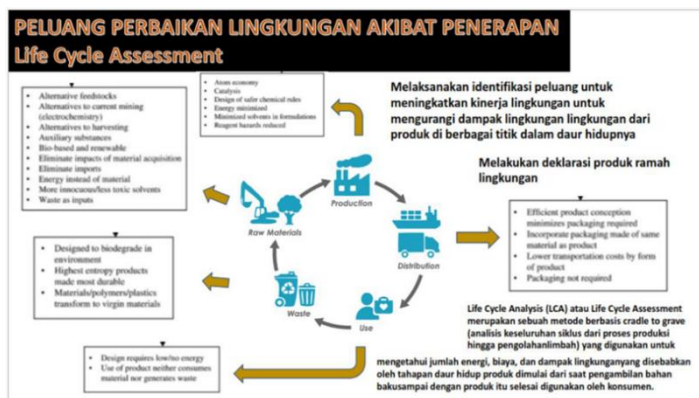 PELUANG PERBAIKAN LINGKUNGAN AKIBAT PENERAPAN
Life Cycle Assessment
• Alternative feedstocks
• Alternatives to current mining
(electrochemistry)
• Alternatives to harvesting
• Auxiliary substances
• Bio-based and renewable
• Eliminate impacts of material acquisition
• Eliminate imports
• Energy instead of material
• More innocuous/less toxic solvents
• Waste as inputs
• Atom economy
• Catalysis
• Design of safer chemical rules
• Energy minimized
• Minimized solvents in formulations
• Reagent hazards reduced
Melaksanakan identifikasi peluang untuk
meningkatkan kinerja lingkungan untuk
mengurangi dampak lingkungan lingkungan dari
produk di berbagai titik dalam daur hidupnya
Melakukan deklarasi produk ramah
lingkungan
Production
Raw Materials
Distribution
Waste
Use
• Efficient product conception
minimizes packaging required
• Incorporate packaging made of same
material as product
• Lower transportation costs by form
of product
• Packaging not required
• Designed to biodegrade in
environment
• Highest entropy products
made most durable
• Materials/polymers/plastics
transform to virgin materials
• Design requires low/no energy
• Use of product neither consumes
material nor generates waste
Life Cycle Analysis (LCA) atau Life Cycle Assessment
merupakan sebuah metode berbasis cradle to grave
(analisis keseluruhan siklus dari proses produksi
hingga pengolahanlimbah) yang digunakan untuk
mengetahui jumlah energi, biaya, dan dampak lingkunganyang disebabkan
oleh tahapan daur hidup produk dimulai dari saat pengambilan bahan
bakusampai dengan produk itu selesai digunakan oleh konsumen.